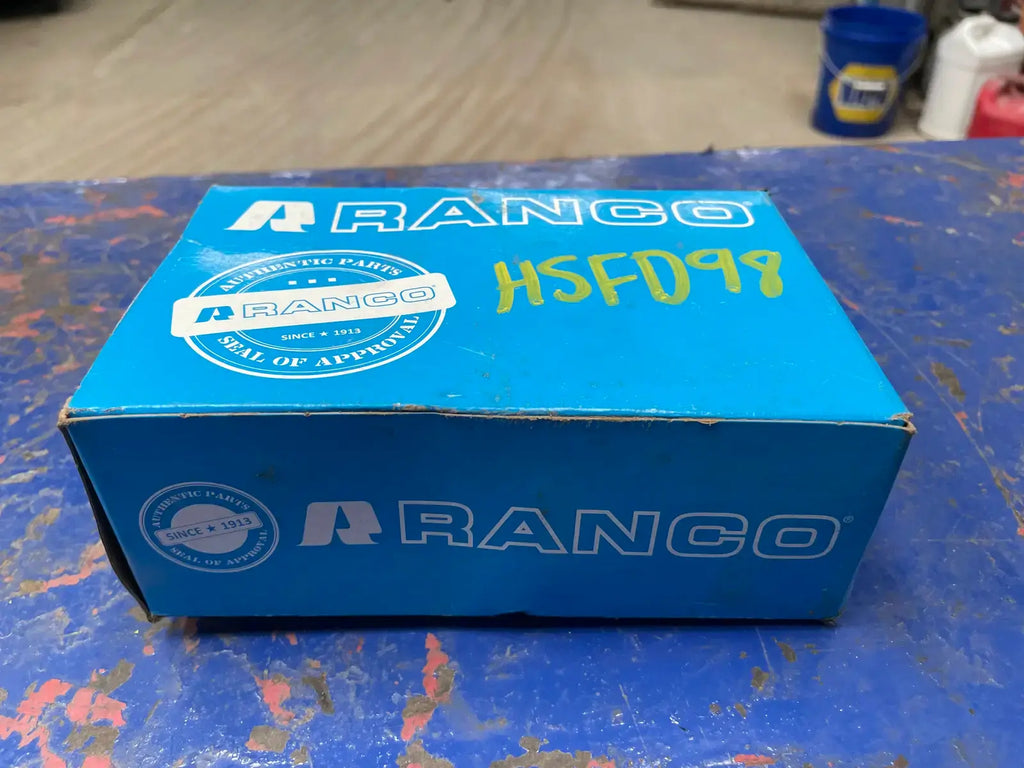 RANCO
HSFD98
AUTHENTIC PARTS
RANCO
SINCE ★ 1913
SEAL OF APPROVAL
AUTHENTIC PARTS
SINCE ★ 1913
SEAL OF APPROVAL
RANCO®